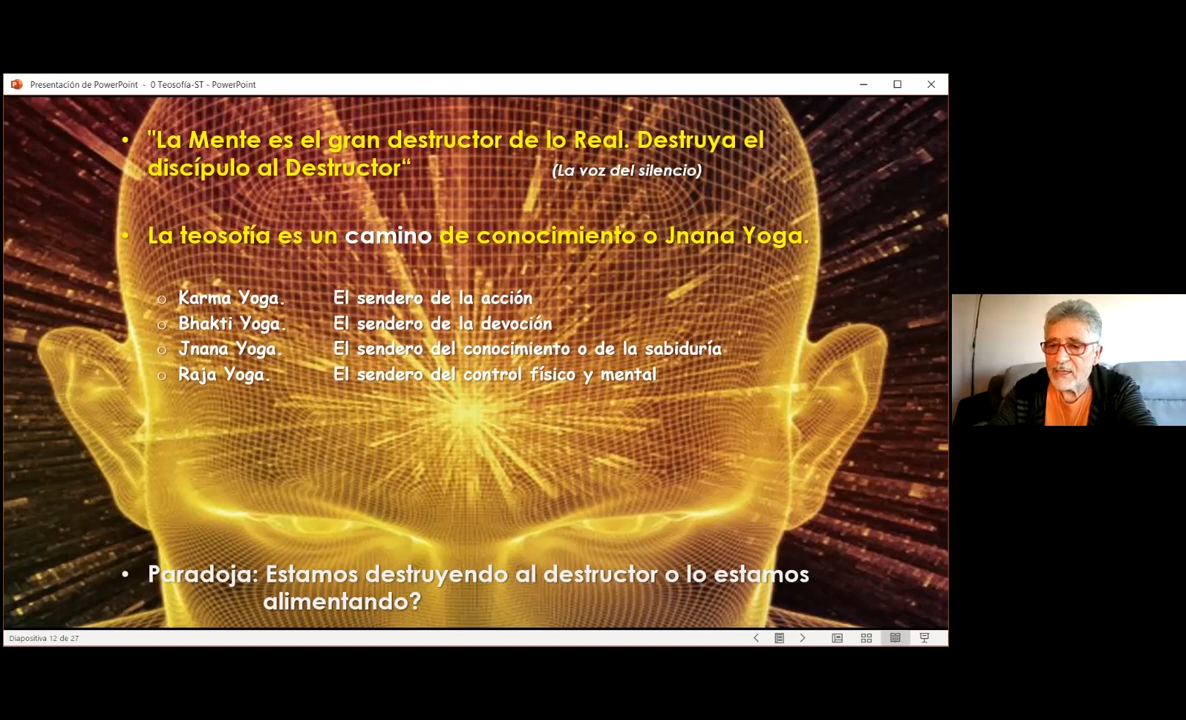 Presentación de PowerPoint - 0 Teosofía-ST - PowerPoint
• "La Mente es el gran destructor de lo Real. Destruya el
discípulo al Destructor“ (La voz del silencio)
• La teosofía es un camino de conocimiento o Jnana Yoga.
o Karma Yoga. El sendero de la acción
o Bhakti Yoga. El sendero de la devoción
o Jnana Yoga. El sendero del conocimiento o de la sabiduría
o Raja Yoga. El sendero del control físico y mental
• Paradoja: Estamos destruyendo al destructor o lo estamos
alimentando?
Diapositiva 12 de 27